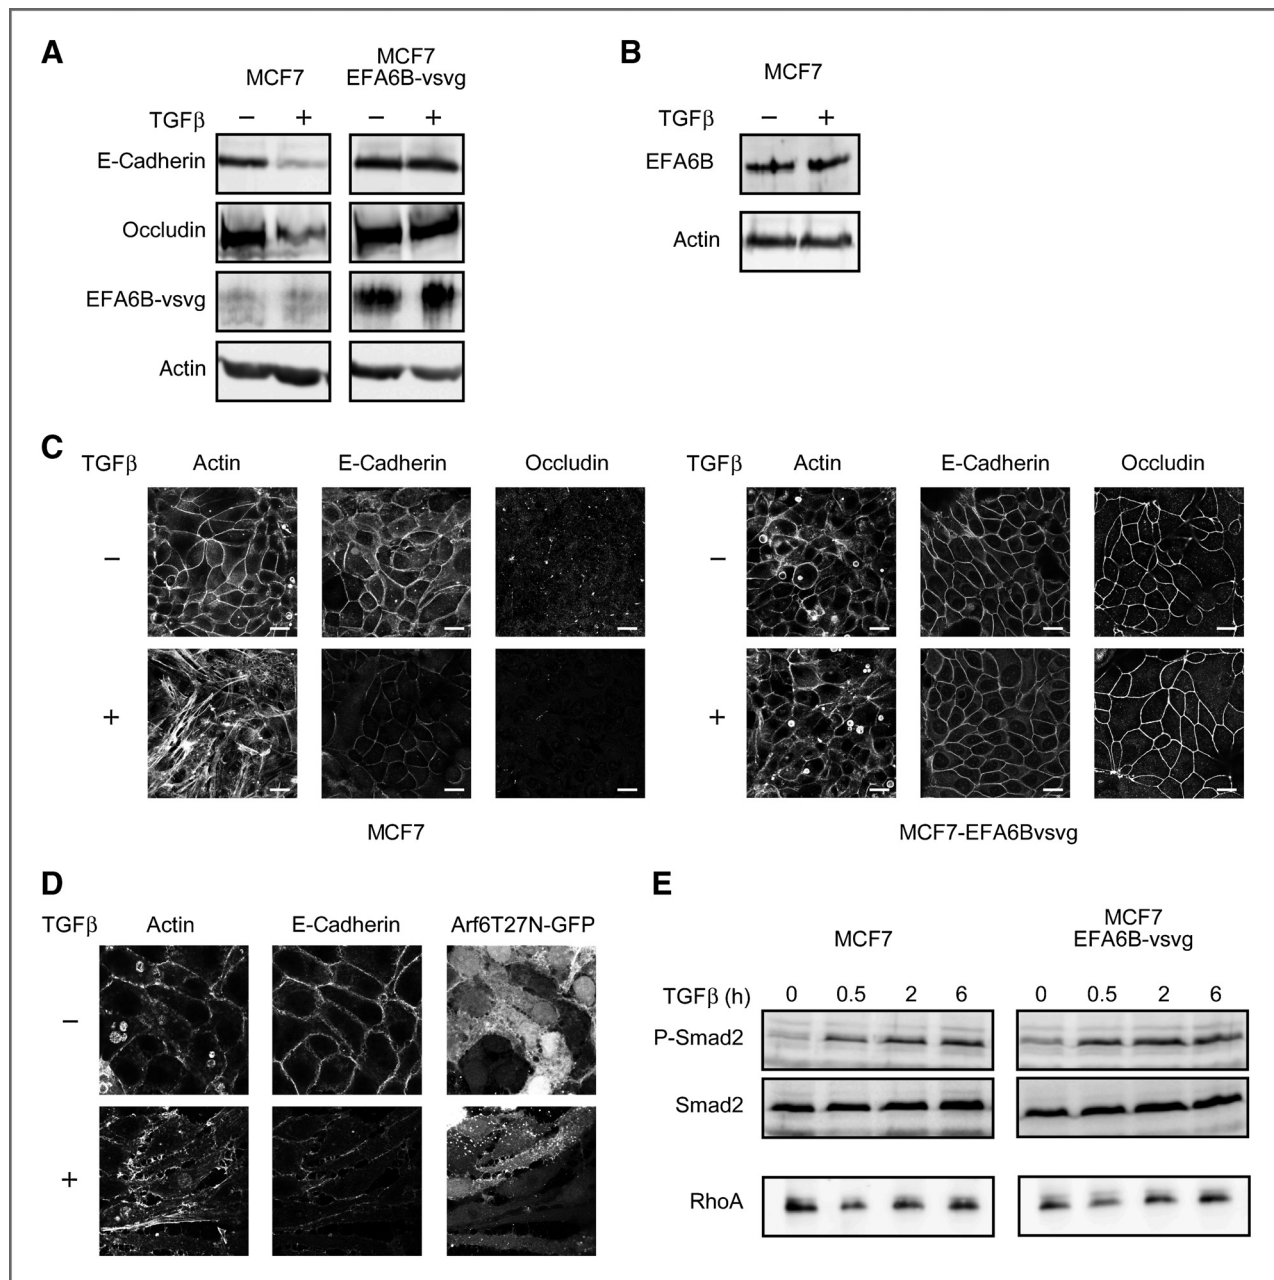 A
MCF7
MCF7
EFA6B-vsvg
TGFβ − + − +
E-Cadherin
Occludin
EFA6B-vsvg
Actin
B
MCF7
TGFβ − +
EFA6B
Actin
C
TGFβ Actin E-Cadherin Occludin
−
+
MCF7
TGFβ Actin E-Cadherin Occludin
−
+
MCF7-EFA6Bvsvg
D
TGFβ Actin E-Cadherin Arf6T27N-GFP
−
+
E
MCF7
MCF7
EFA6B-vsvg
TGFβ (h) 0 0.5 2 6 0 0.5 2 6
P-Smad2
Smad2
RhoA